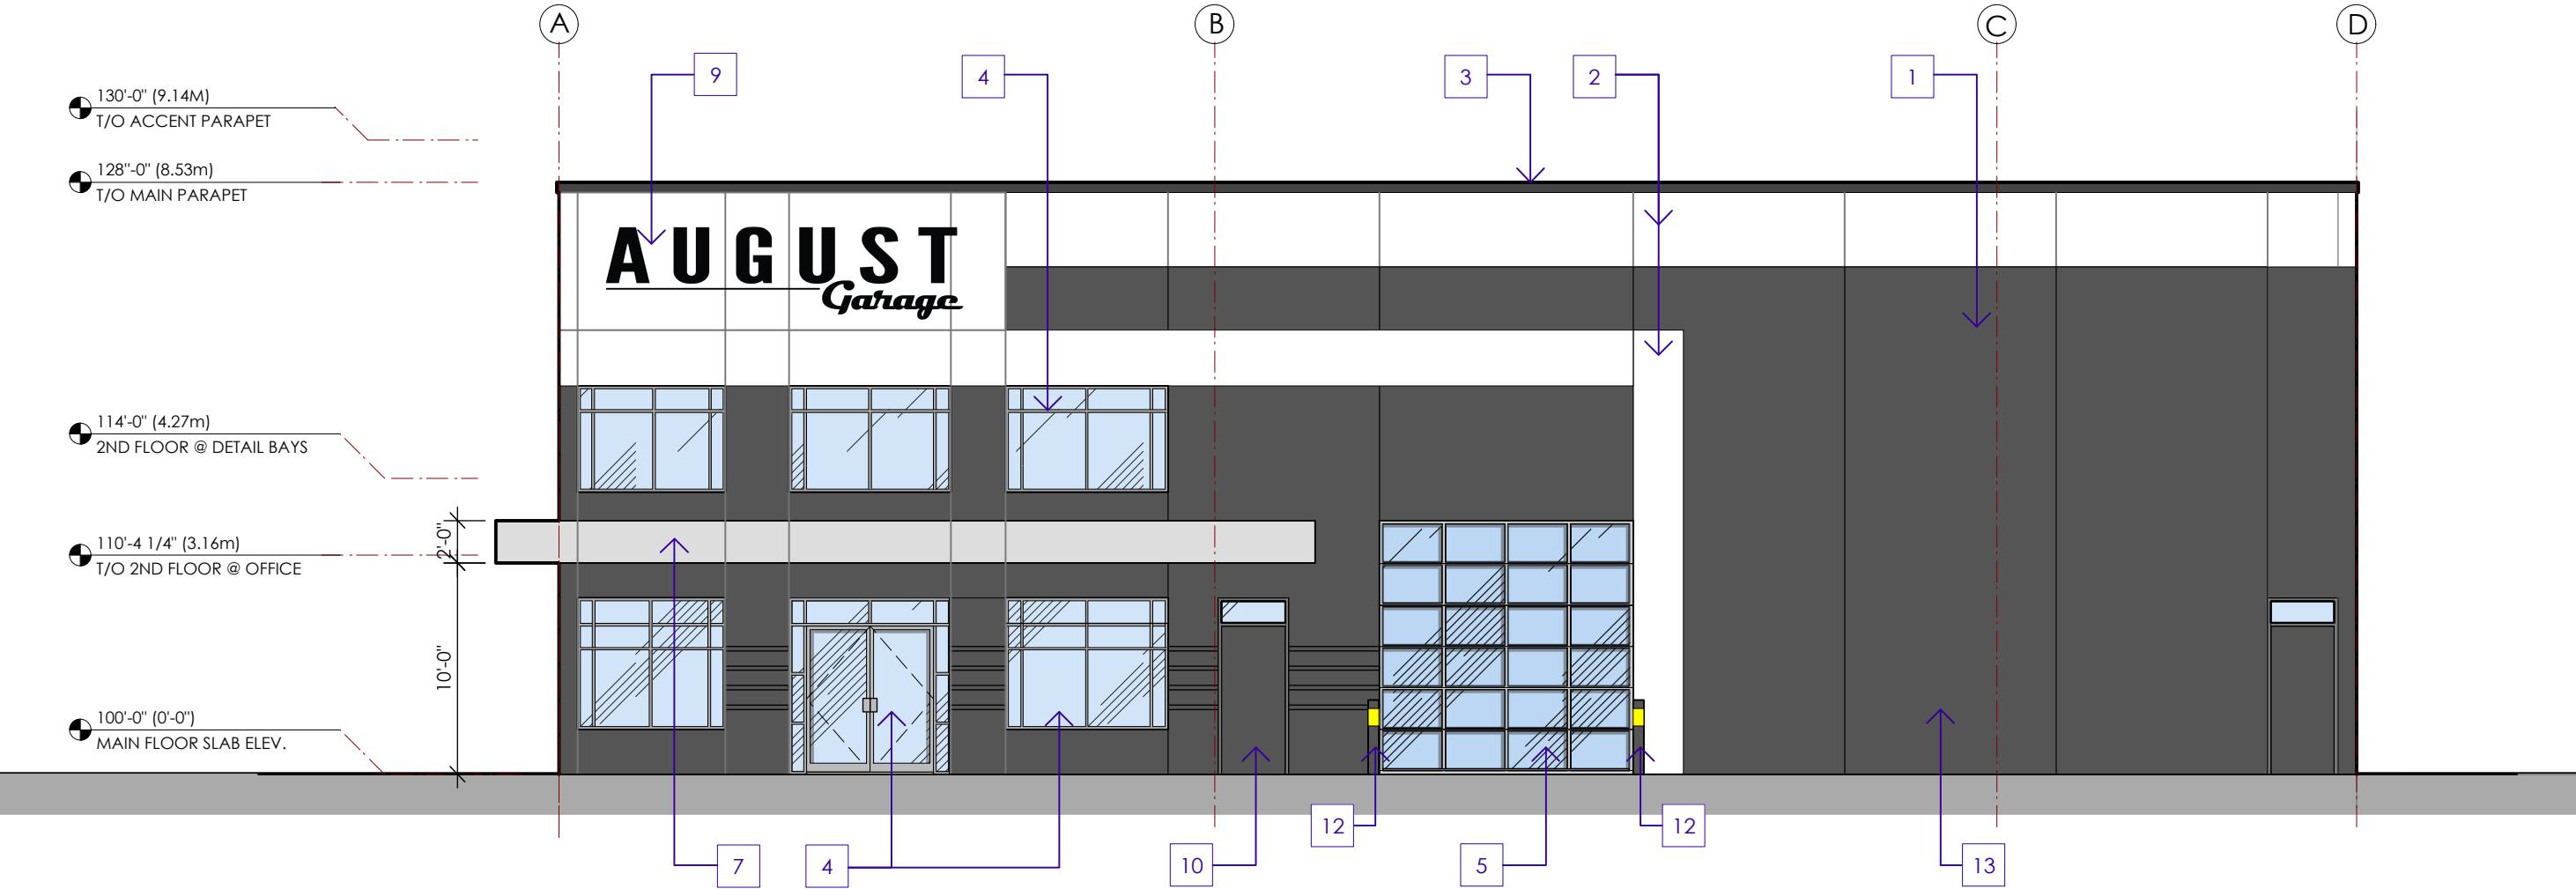 A B C D
9 4 3 2 1
130'-0" (9.14M)
T/O ACCENT PARAPET
128"-0" (8.53m)
T/O MAIN PARAPET
AUGUST
Garage
114'-0" (4.27m)
2ND FLOOR @ DETAIL BAYS
2'-0"
110'-4 1/4" (3.16m)
T/O 2ND FLOOR @ OFFICE
10'-0"
100'-0" (0'-0")
MAIN FLOOR SLAB ELEV.
12 12
7 4 10 5 13